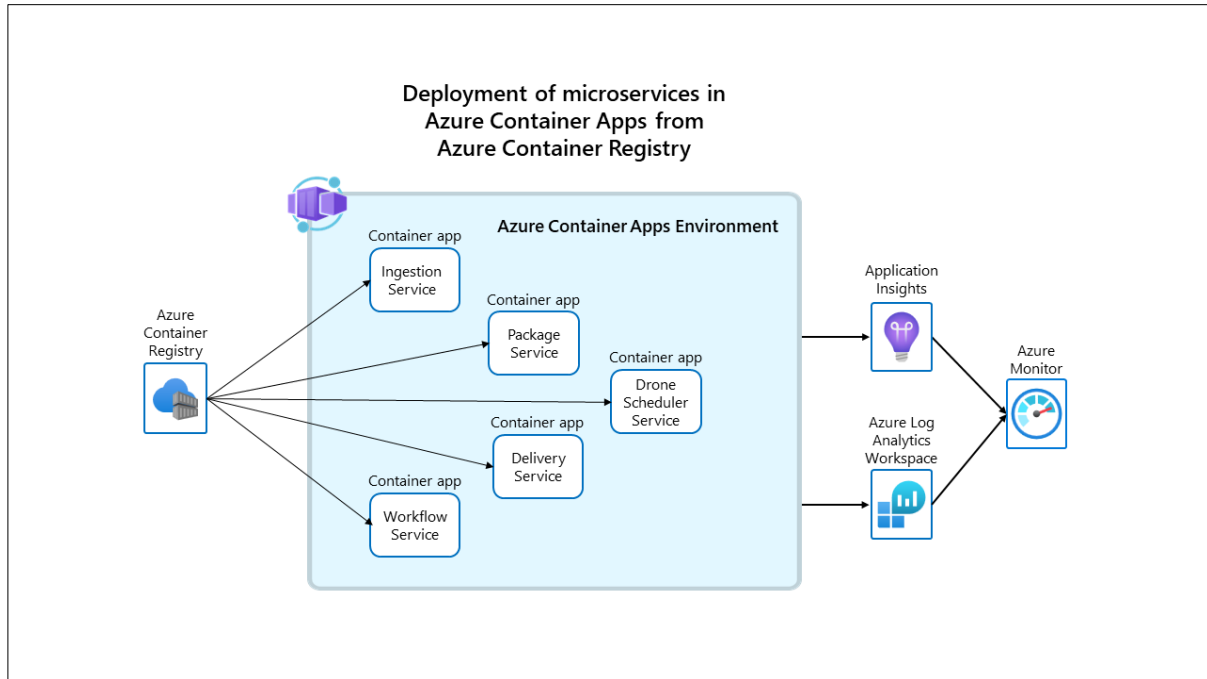 Deployment of microservices in
Azure Container Apps from
Azure Container Registry
Azure Container Apps Environment
Container app
Ingestion
Service
Container app
Package
Service
Container app
Drone
Scheduler
Service
Container app
Delivery
Service
Container app
Workflow
Service
Azure
Container
Registry
Application
Insights
Azure Log
Analytics
Workspace
Azure
Monitor